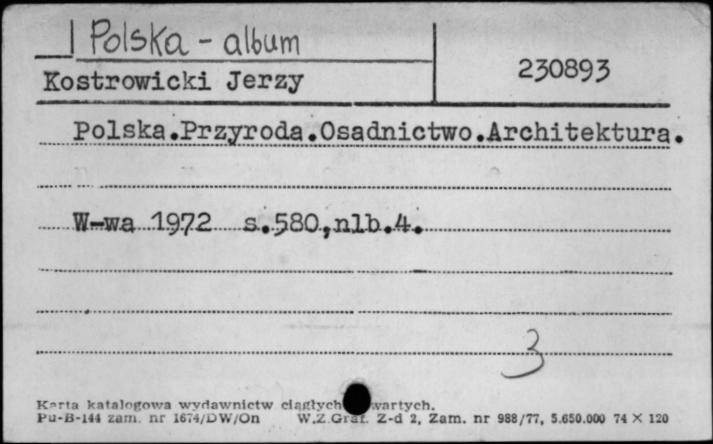 Polska - album
Kostrowicki Jerzy 230893
Polska.Przyroda.Osadnictwo.Architektura.
W-wa 1972 s.580,nlb.4.
3
Karta katalogowa wydawnictw ciągłych wartych.
Pu-B-144 zam. nr 1674/DW/On W.Z.Graf. Z-d 2, Zam. nr 988/77, 5.650.000 74 × 120